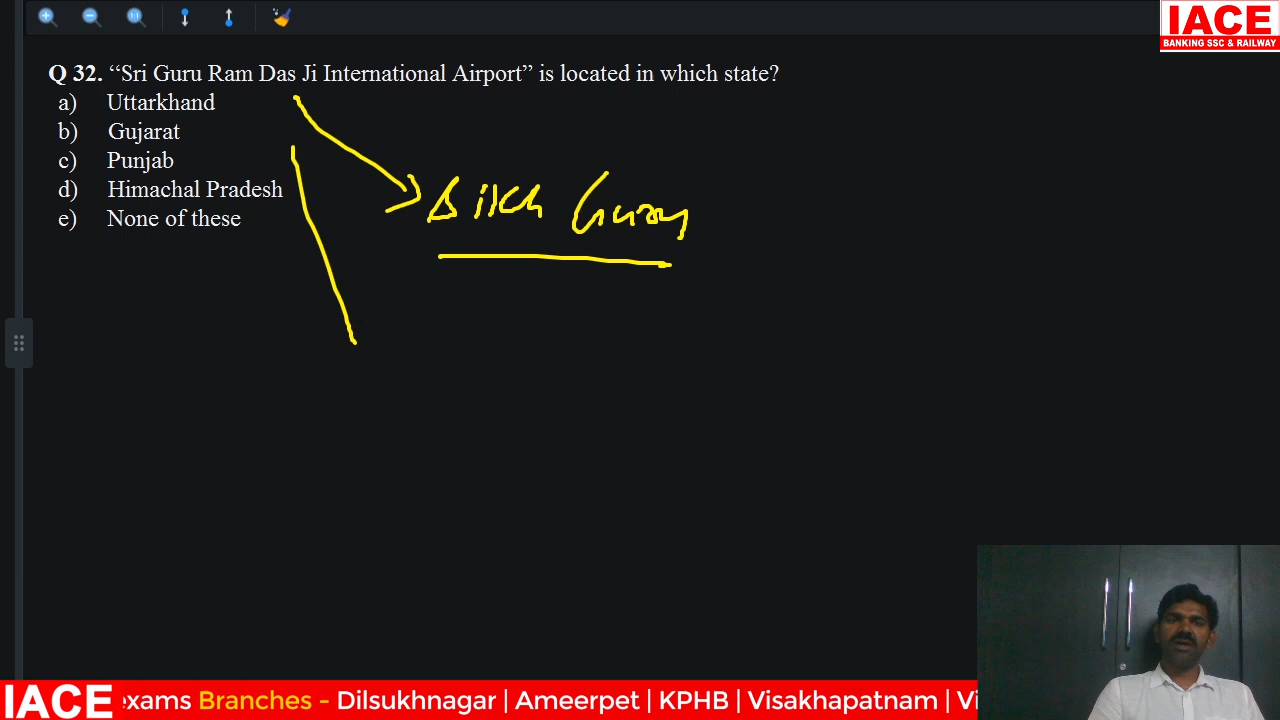 IACE
BANKING SSC & RAILWAY
Q 32. “Sri Guru Ram Das Ji International Airport” is located in which state?
a) Uttarkhand
b) Gujarat
c) Punjab
d) Himachal Pradesh
e) None of these
Sikh Guru
IACE
exams Branches - Dilsukhnagar | Ameerpet | KPHB | Visakhapatnam | Vi